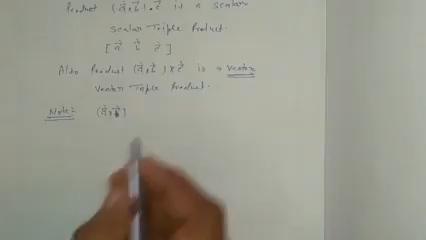 Product (a⃗×b⃗).c⃗ is a scalar
scalar Triple Product.
[a⃗ b⃗ c⃗]
Also Product (a⃗×b⃗)×c⃗ is a vector
vector Triple Product.
Note: (a⃗×b⃗)